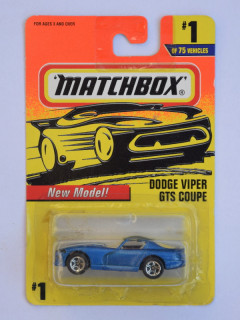 FOR AGES 3 AND OVER
#1
OF 75 VEHICLES
MATCHBOX®
New Model!
DODGE VIPER
GTS COUPE
#1